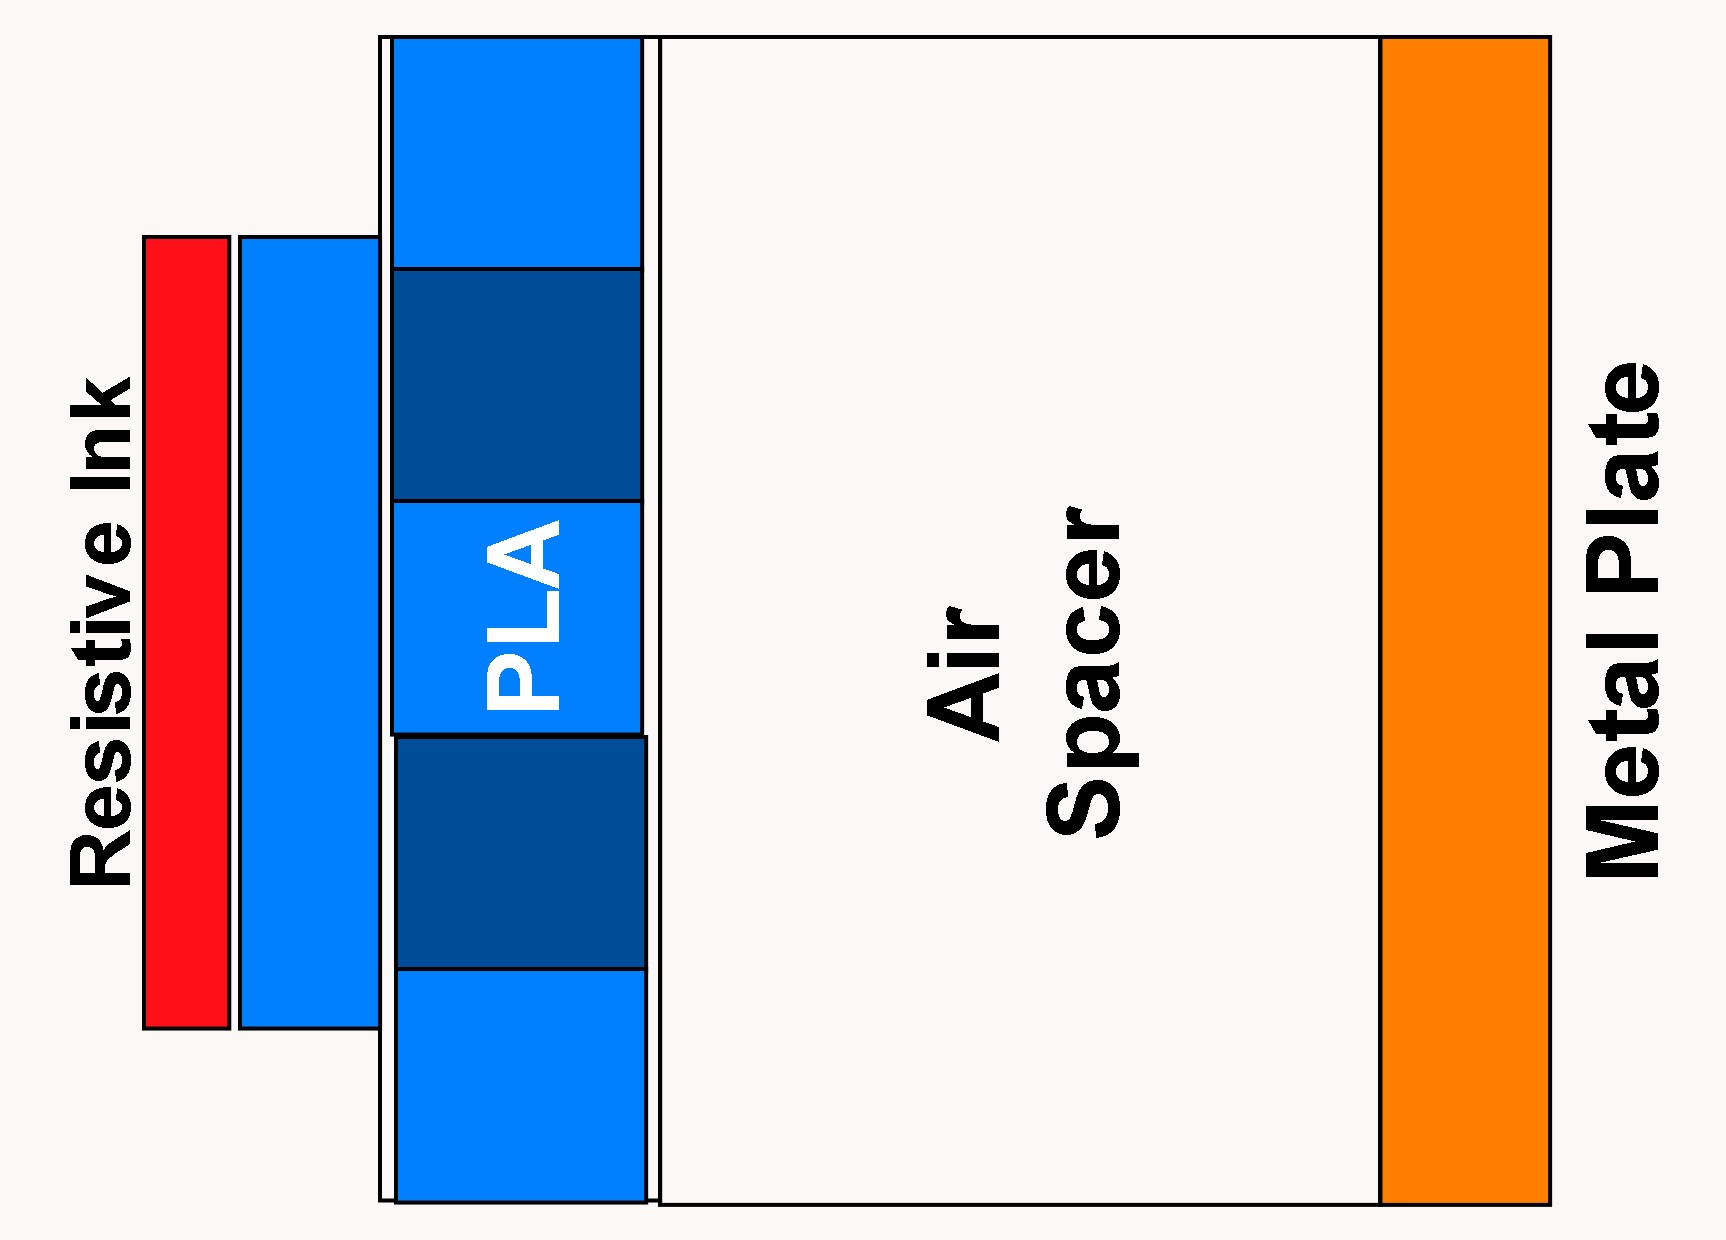 Resistive Ink
PLA
Air
Spacer
Metal Plate